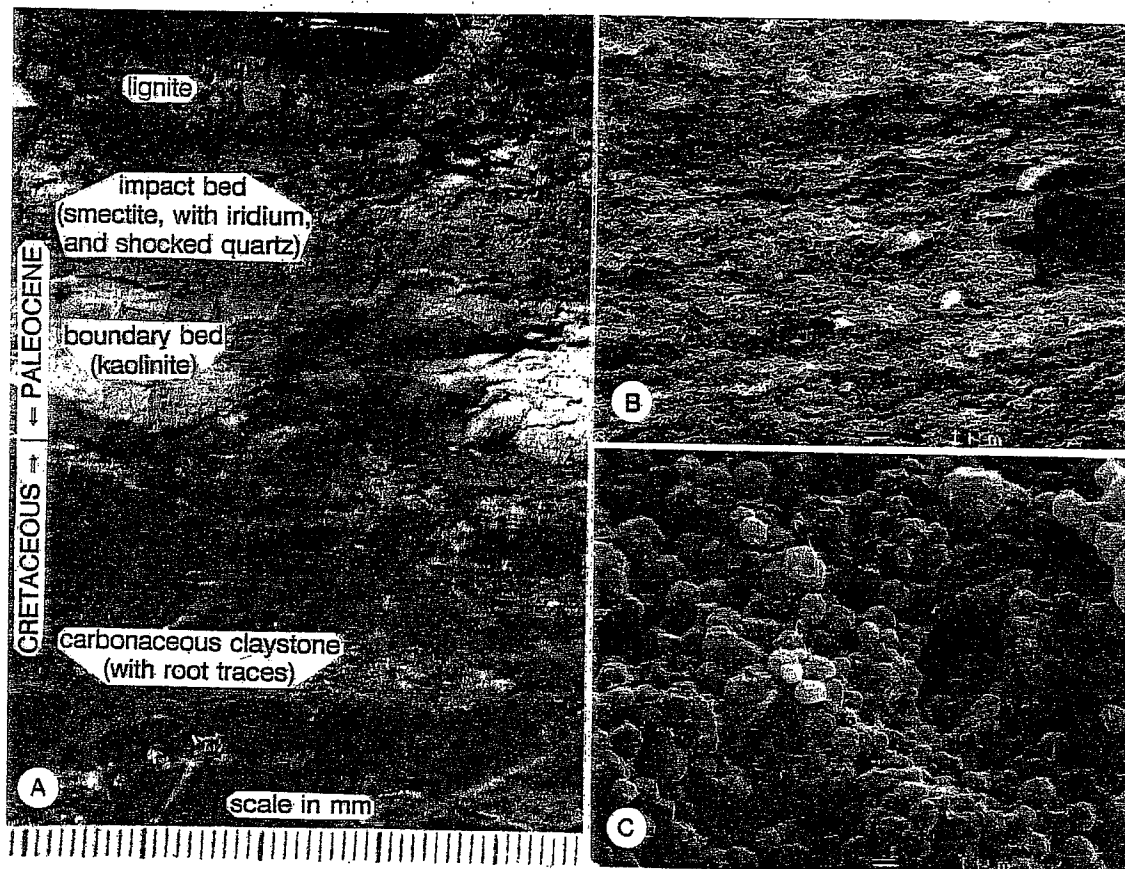 lignite
impact bed
(smectite, with iridium,
and shocked quartz)
boundary bed
(kaolinite)
CRETACEOUS ⇒ | ⇐ PALEOCENE
carbonaceous claystone
(with root traces)
A
scale in mm
B
C